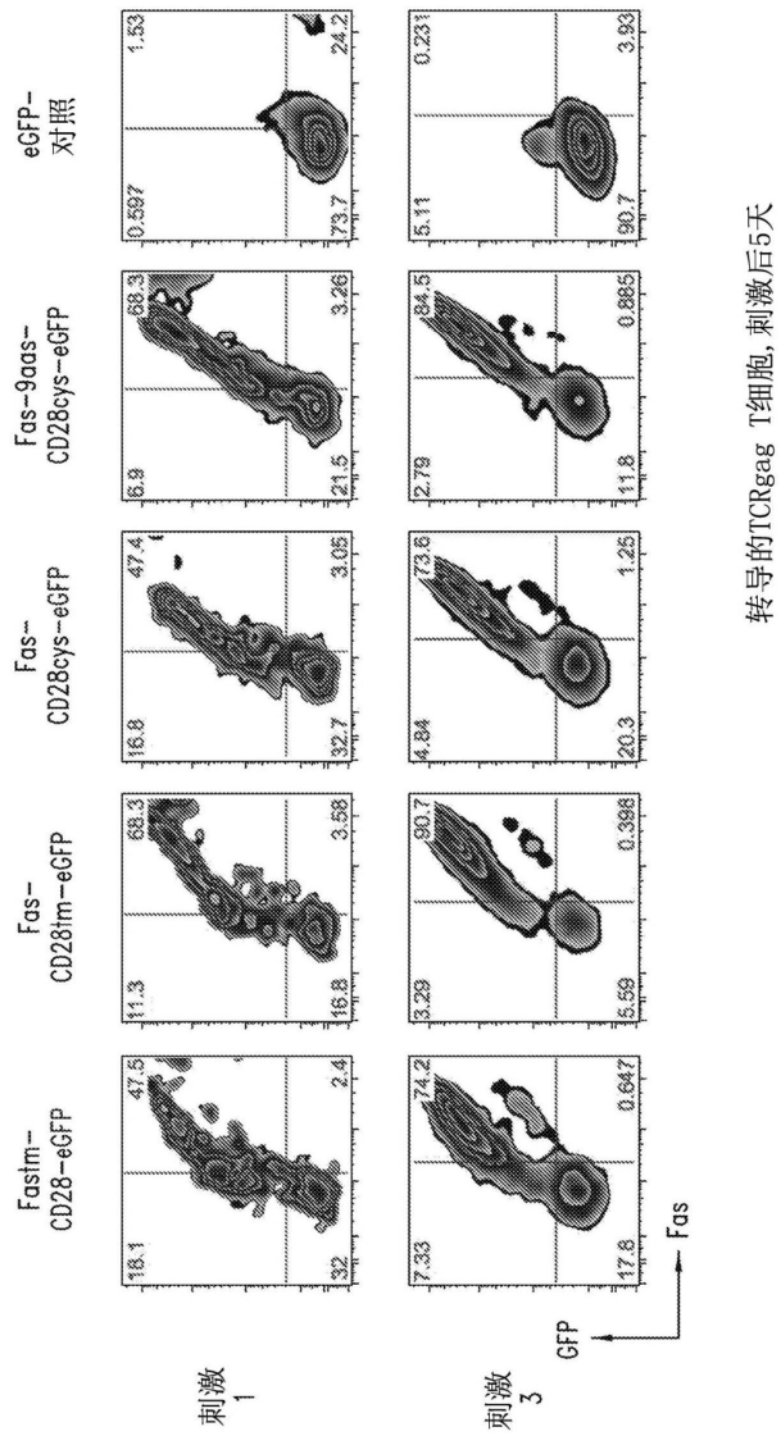 Fastm-
CD28-eGFP
Fas-
CD28tm-eGFP
Fas-
CD28cys-eGFP
Fas-9aas-
CD28cys-eGFP
eGFP-
对照
刺激
1
18.1
47.5
32
2.4
11.3
68.3
16.8
3.58
16.8
47.4
32.7
3.05
6.9
68.3
21.5
3.26
0.597
1.53
73.7
24.2
刺激
3
7.33
74.2
17.8
0.647
3.29
90.7
5.59
0.398
4.84
73.6
20.3
1.25
2.79
84.5
11.8
0.885
5.11
0.231
90.7
3.93
GFP
Fas
转导的TCRgag T细胞,刺激后5天